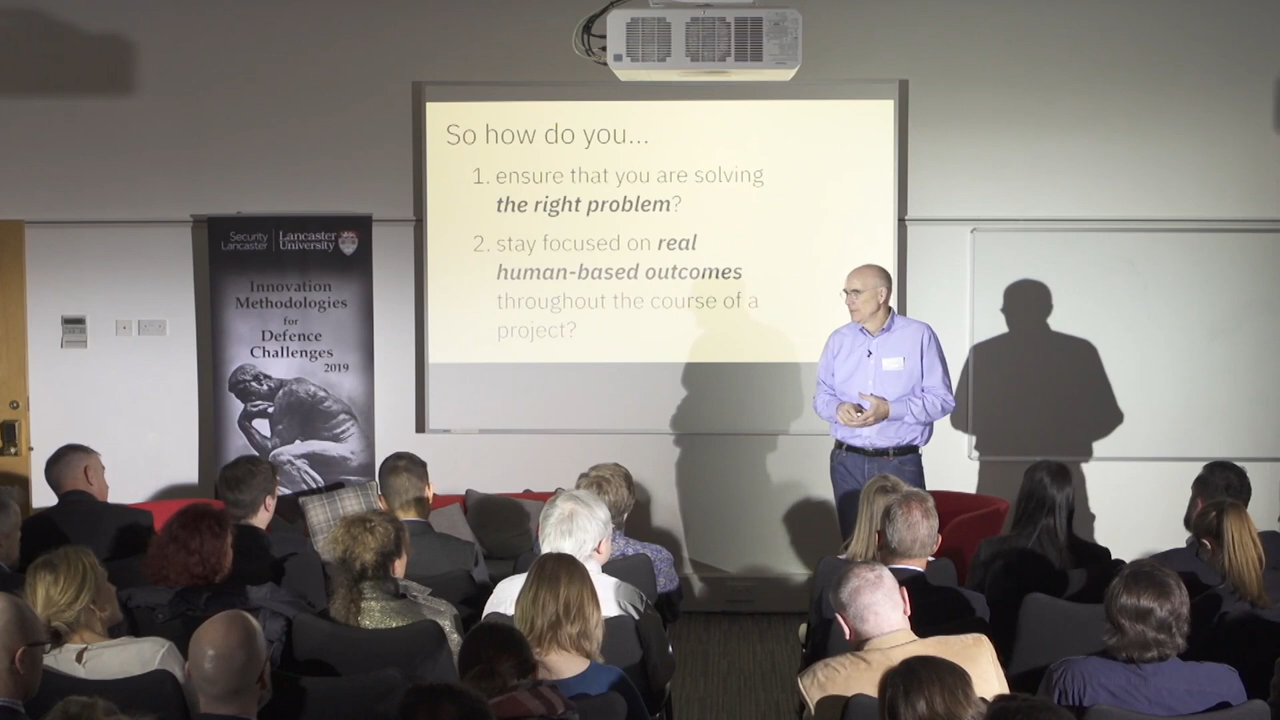 So how do you...
1. ensure that you are solving
the right problem?
2. stay focused on real
human-based outcomes
throughout the course of a
project?
Security Lancaster
Lancaster University
Innovation
Methodologies
for
Defence
Challenges
2019